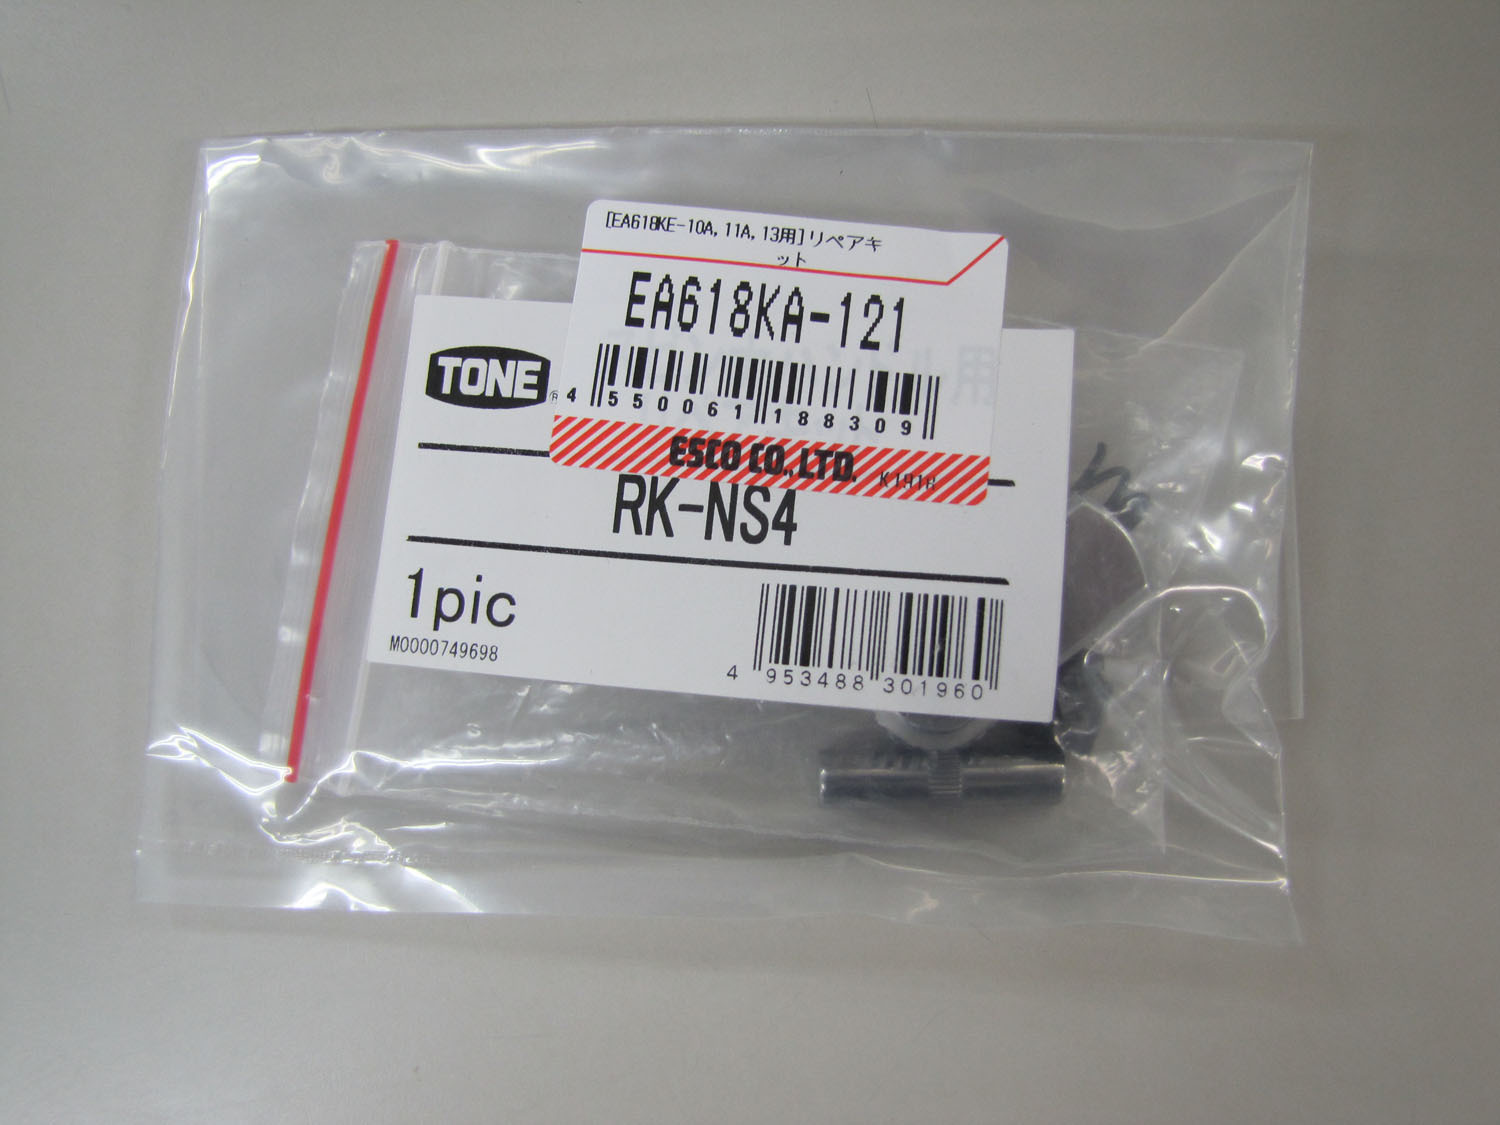 [EA618KE-10A,11A,13用]リペアキ
ット
EA618KA-121
4 550061 188309
ESCO CO.,LTD.
TONE
RK-NS4
1pic
M0000749698
4 953488 301960